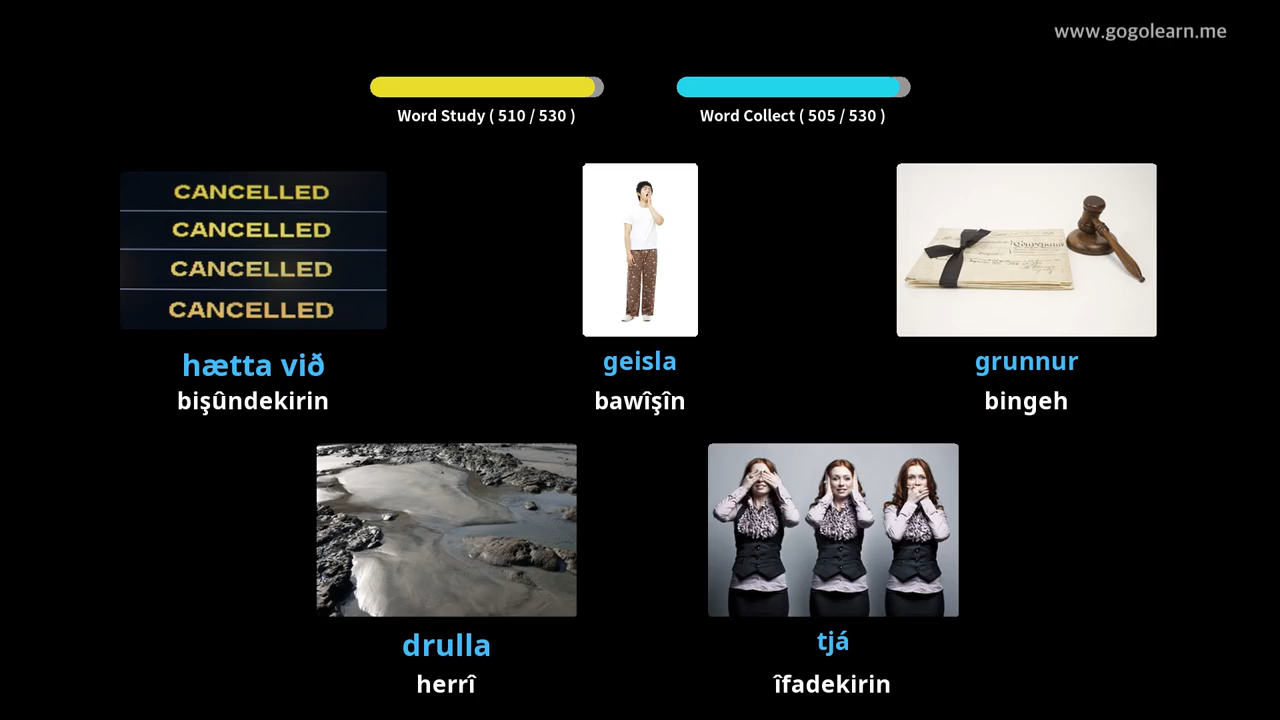 www.gogolearn.me
Word Study ( 510 / 530 )
Word Collect ( 505 / 530 )
CANCELLED
CANCELLED
CANCELLED
CANCELLED
hætta við
bişûndekirin
geisla
bawîşîn
grunnur
bingeh
drulla
herrî
tjá
îfadekirin